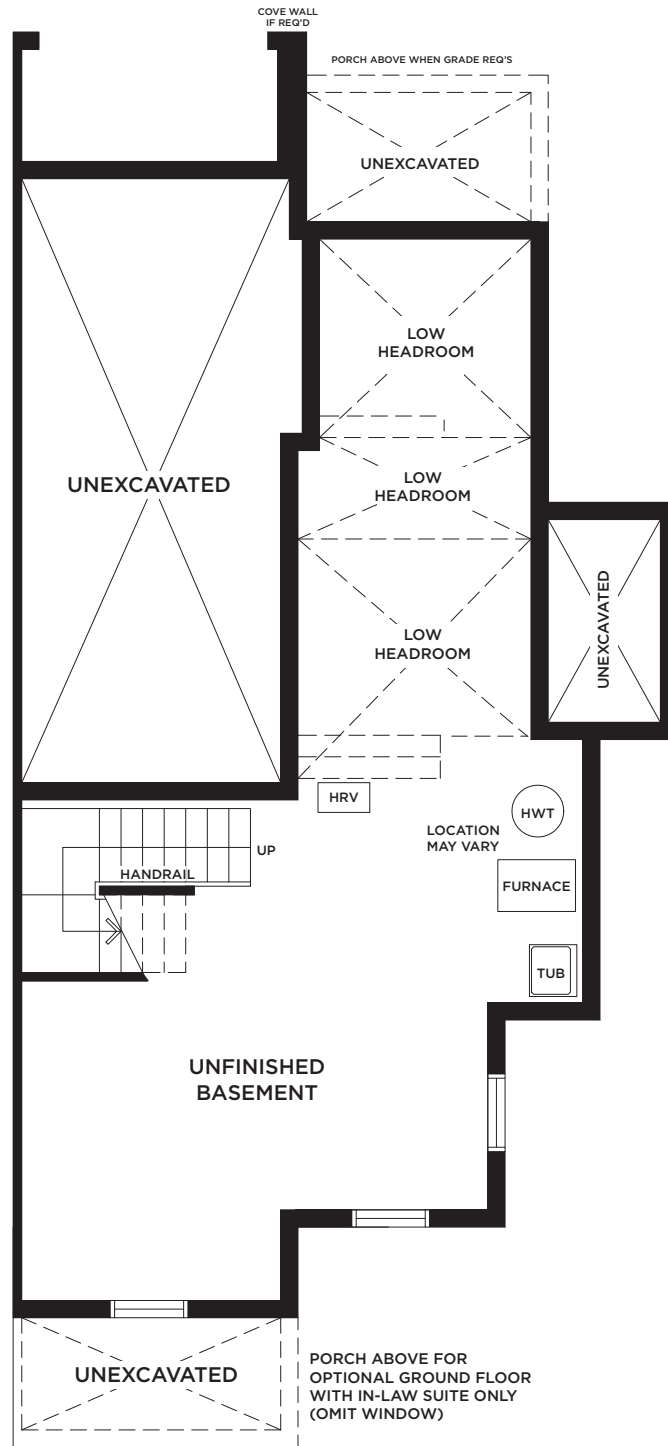 COVE WALL
IF REQ'D
PORCH ABOVE WHEN GRADE REQ'S
UNEXCAVATED
LOW
HEADROOM
UNEXCAVATED
LOW
HEADROOM
UNEXCAVATED
LOW
HEADROOM
HRV
HWT
LOCATION
MAY VARY
UP
HANDRAIL
FURNACE
TUB
UNFINISHED
BASEMENT
UNEXCAVATED
PORCH ABOVE FOR
OPTIONAL GROUND FLOOR
WITH IN-LAW SUITE ONLY
(OMIT WINDOW)